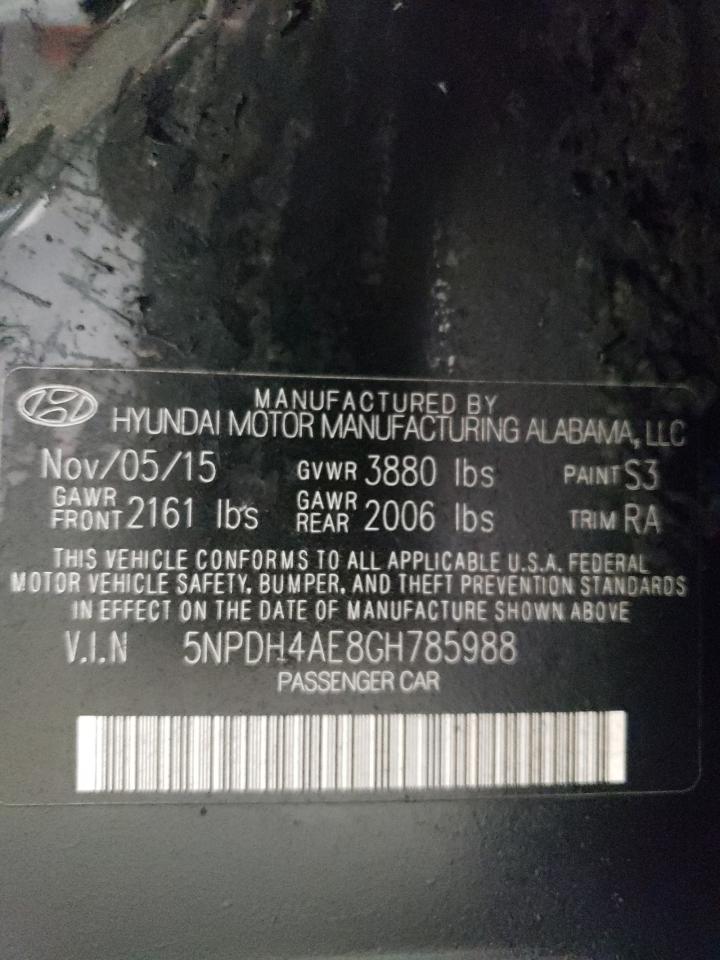 MANUFACTURED BY
HYUNDAI MOTOR MANUFACTURING ALABAMA, LLC
Nov/05/15 GVWR 3880 lbs PAINT S3
GAWR FRONT 2161 lbs GAWR REAR 2006 lbs TRIM RA
THIS VEHICLE CONFORMS TO ALL APPLICABLE U.S.A. FEDERAL
MOTOR VEHICLE SAFETY, BUMPER, AND THEFT PREVENTION STANDARDS
IN EFFECT ON THE DATE OF MANUFACTURE SHOWN ABOVE
V.I.N 5NPDH4AE8GH785988
PASSENGER CAR